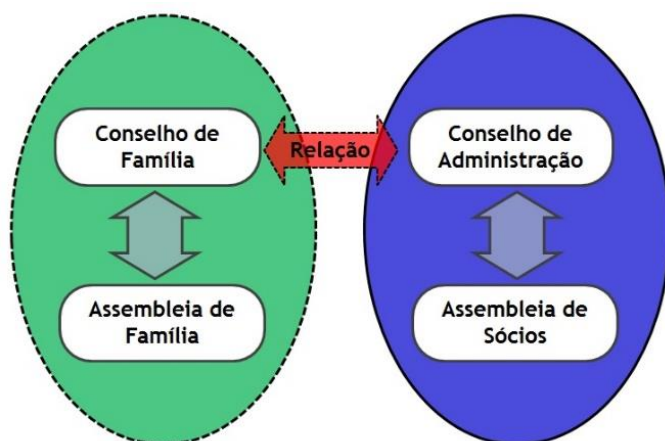 Conselho de
Família
Relação
Conselho de
Administração
Assembleia de
Família
Assembleia de
Sócios